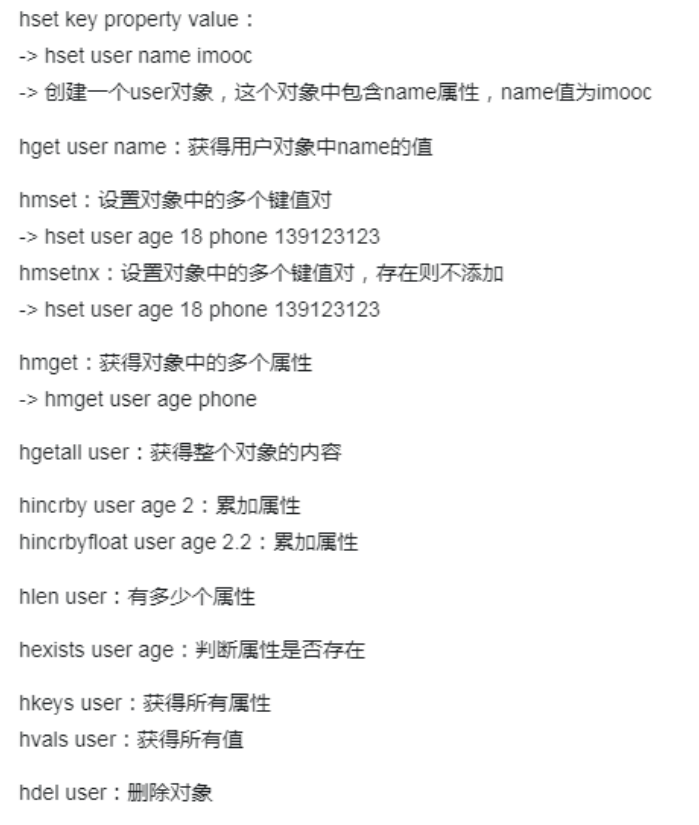 hset key property value：
-> hset user name imooc
-> 创建一个user对象，这个对象中包含name属性，name值为imooc
hget user name：获得用户对象中name的值
hmset：设置对象中的多个键值对
-> hset user age 18 phone 139123123
hmsetnx：设置对象中的多个键值对，存在则不添加
-> hset user age 18 phone 139123123
hmget：获得对象中的多个属性
-> hmget user age phone
hgetall user：获得整个对象的内容
hincrby user age 2：累加属性
hincrbyfloat user age 2.2：累加属性
hlen user：有多少个属性
hexists user age：判断属性是否存在
hkeys user：获得所有属性
hvals user：获得所有值
hdel user：删除对象